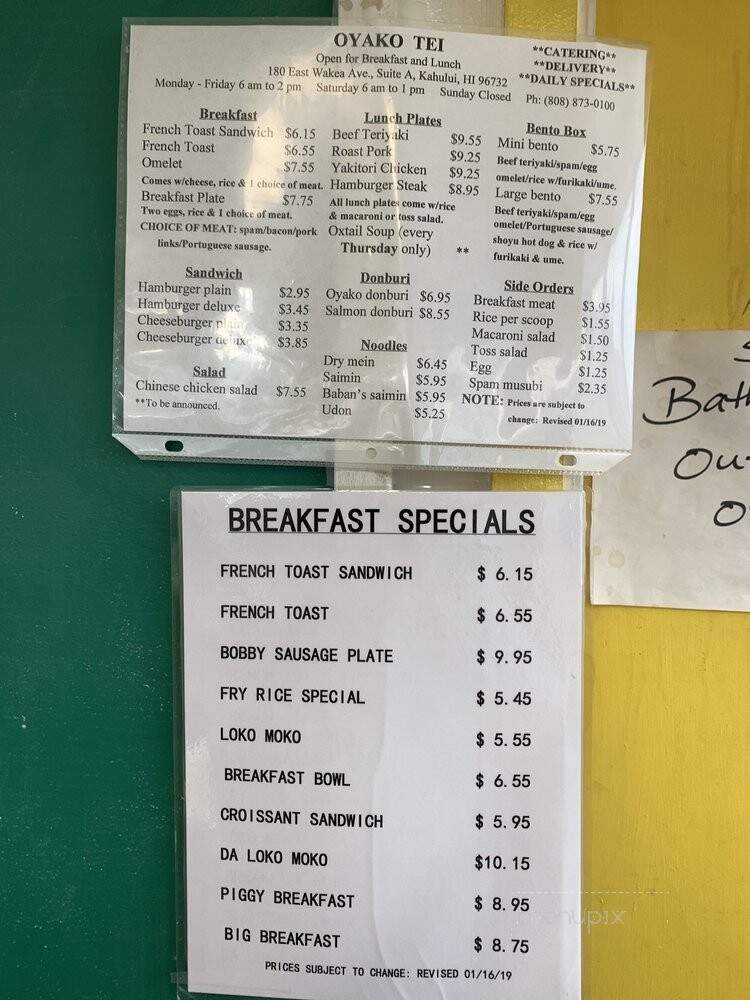 OYAKO TEI
Open for Breakfast and Lunch
180 East Wakea Ave., Suite A, Kahului, HI 96732
Monday - Friday 6 am to 2 pm Saturday 6 am to 1 pm Sunday Closed
**CATERING**
**DELIVERY**
**DAILY SPECIALS**
Ph: (808) 873-0100
Breakfast
French Toast Sandwich $6.15
French Toast $6.55
Omelet $7.55
Comes w/cheese, rice & 1 choice of meat.
Breakfast Plate $7.75
Two eggs, rice & 1 choice of meat.
CHOICE OF MEAT: spam/bacon/pork
links/Portuguese sausage.
Sandwich
Hamburger plain $2.95
Hamburger deluxe $3.45
Cheeseburger plain $3.35
Cheeseburger deluxe $3.85
Salad
Chinese chicken salad $7.55
**To be announced.
Lunch Plates
Beef Teriyaki $9.55
Roast Pork $9.25
Yakitori Chicken $9.25
Hamburger Steak $8.95
All lunch plates come w/rice
& macaroni or toss salad.
Oxtail Soup (every
Thursday only) **
Donburi
Oyako donburi $6.95
Salmon donburi $8.55
Noodles
Dry mein $6.45
Saimin $5.95
Baban's saimin $5.95
Udon $5.25
Bento Box
Mini bento $5.75
Beef teriyaki/spam/egg
omelet/rice w/furikaki/ume.
Large bento $7.55
Beef teriyaki/spam/egg
omelet/Portuguese sausage/
shoyu hot dog & rice w/
furikaki & ume.
Side Orders
Breakfast meat $3.95
Rice per scoop $1.55
Macaroni salad $1.50
Toss salad $1.25
Egg $1.25
Spam musubi $2.35
NOTE: Prices are subject to
change: Revised 01/16/19
BREAKFAST SPECIALS
FRENCH TOAST SANDWICH $ 6.15
FRENCH TOAST $ 6.55
BOBBY SAUSAGE PLATE $ 9.95
FRY RICE SPECIAL $ 5.45
LOKO MOKO $ 5.55
BREAKFAST BOWL $ 6.55
CROISSANT SANDWICH $ 5.95
DA LOKO MOKO $10.15
PIGGY BREAKFAST $ 8.95
BIG BREAKFAST $ 8.75
PRICES SUBJECT TO CHANGE: REVISED 01/16/19